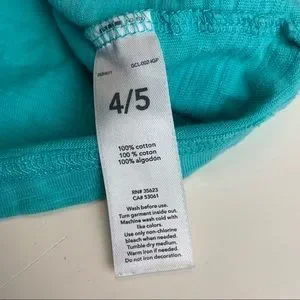 4/5
100% cotton
100 % coton
100% algodón
RN# 35623
CA# 53061
Wash before use.
Turn garment inside out.
Machine wash cold with
like colors.
Use only non-chlorine
bleach when needed.
Tumble dry medium.
Warm iron if needed.
Do not iron decoration.